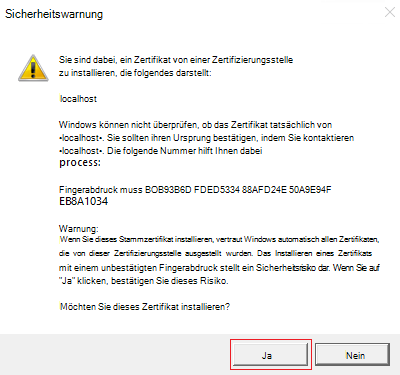 Sicherheitswarnung
Sie sind dabei, ein Zertifikat von einer Zertifizierungsstelle
zu installieren, die folgendes darstellt:
localhost
Windows können nicht überprüfen, ob das Zertifikat tatsächlich von
•localhost•. Sie sollten ihren Ursprung bestätigen, indem Sie kontaktieren
•localhost•. Die folgende Nummer hilft Ihnen dabei
process:
Fingerabdruck muss BOB93B6D FDED5334 88AFD24E 50A9E94F
EB8A1034
Warnung:
Wenn Sie dieses Stammzertifikat installieren, vertraut Windows automatisch allen Zertifikaten,
die von dieser Zertifizierungsstelle ausgestellt wurden. Das Installieren eines Zertifikats
mit einem unbestätigten Fingerabdruck stellt ein Sicherheitsrisiko dar. Wenn Sie auf
"Ja" klicken, bestätigen Sie dieses Risiko.
Möchten Sie dieses Zertifikat installieren?
Ja
Nein